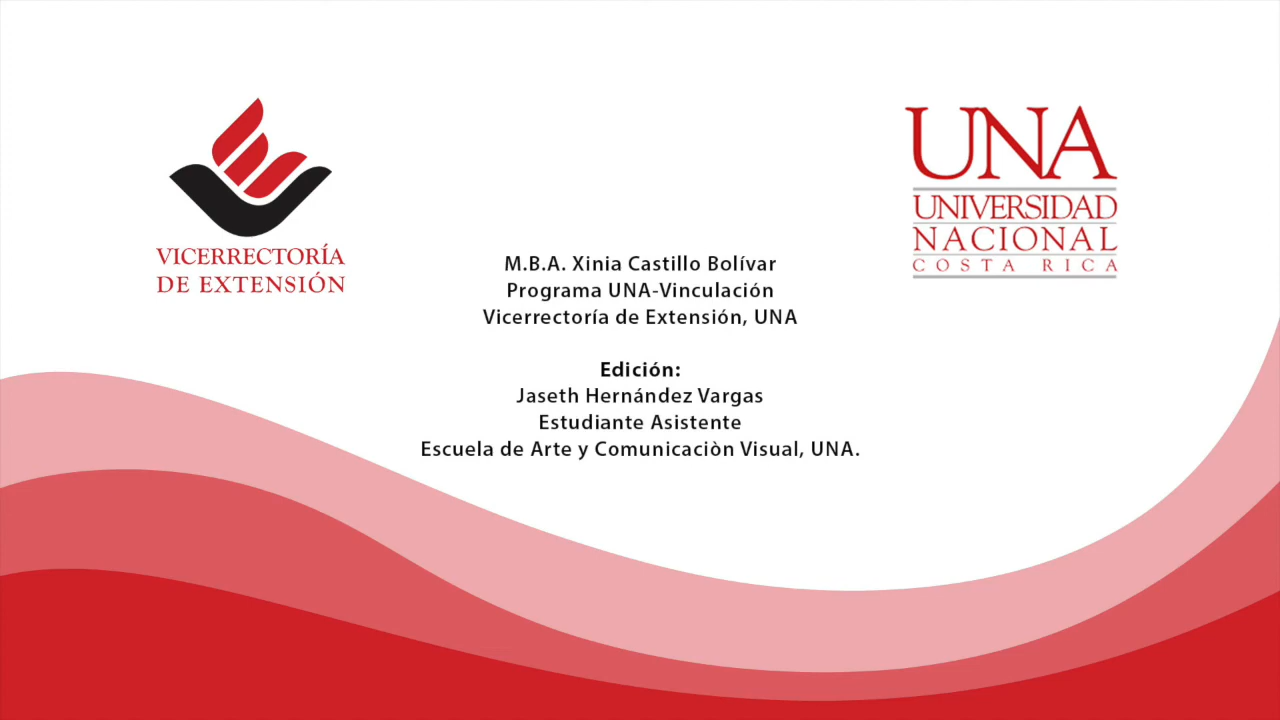 VICERRECTORÍA
DE EXTENSIÓN
UNA
UNIVERSIDAD
NACIONAL
COSTA RICA
M.B.A. Xinia Castillo Bolívar
Programa UNA-Vinculación
Vicerrectoría de Extensión, UNA
Edición:
Jaseth Hernández Vargas
Estudiante Asistente
Escuela de Arte y Comunicaciòn Visual, UNA.